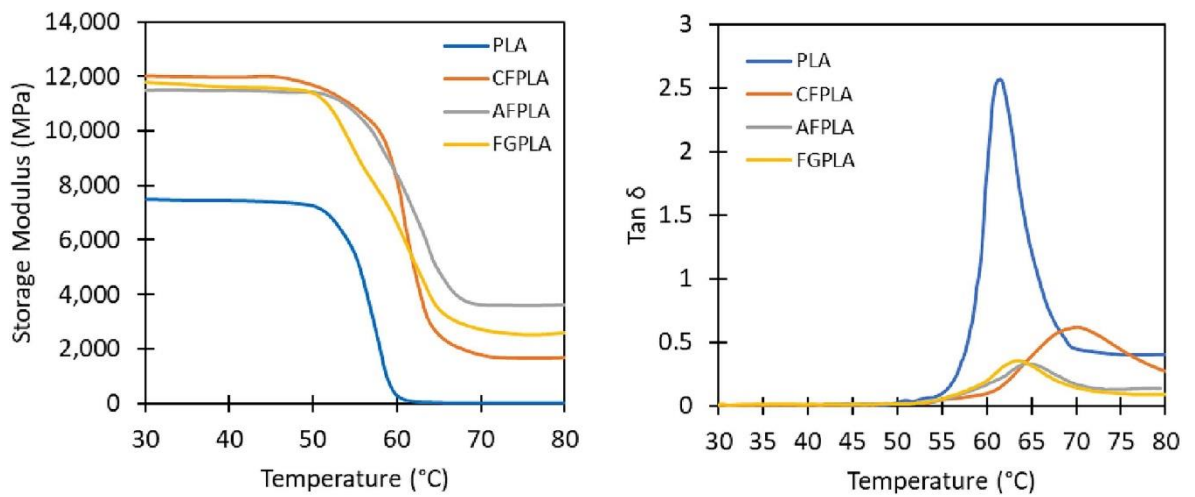 14,000
12,000
10,000
8,000
6,000
4,000
2,000
0
Storage Modulus (MPa)
PLA
CFPLA
AFPLA
FGPLA
30 40 50 60 70 80
Temperature (°C)
3
2.5
2
1.5
1
0.5
0
Tan δ
PLA
CFPLA
AFPLA
FGPLA
30 35 40 45 50 55 60 65 70 75 80
Temperature (°C)